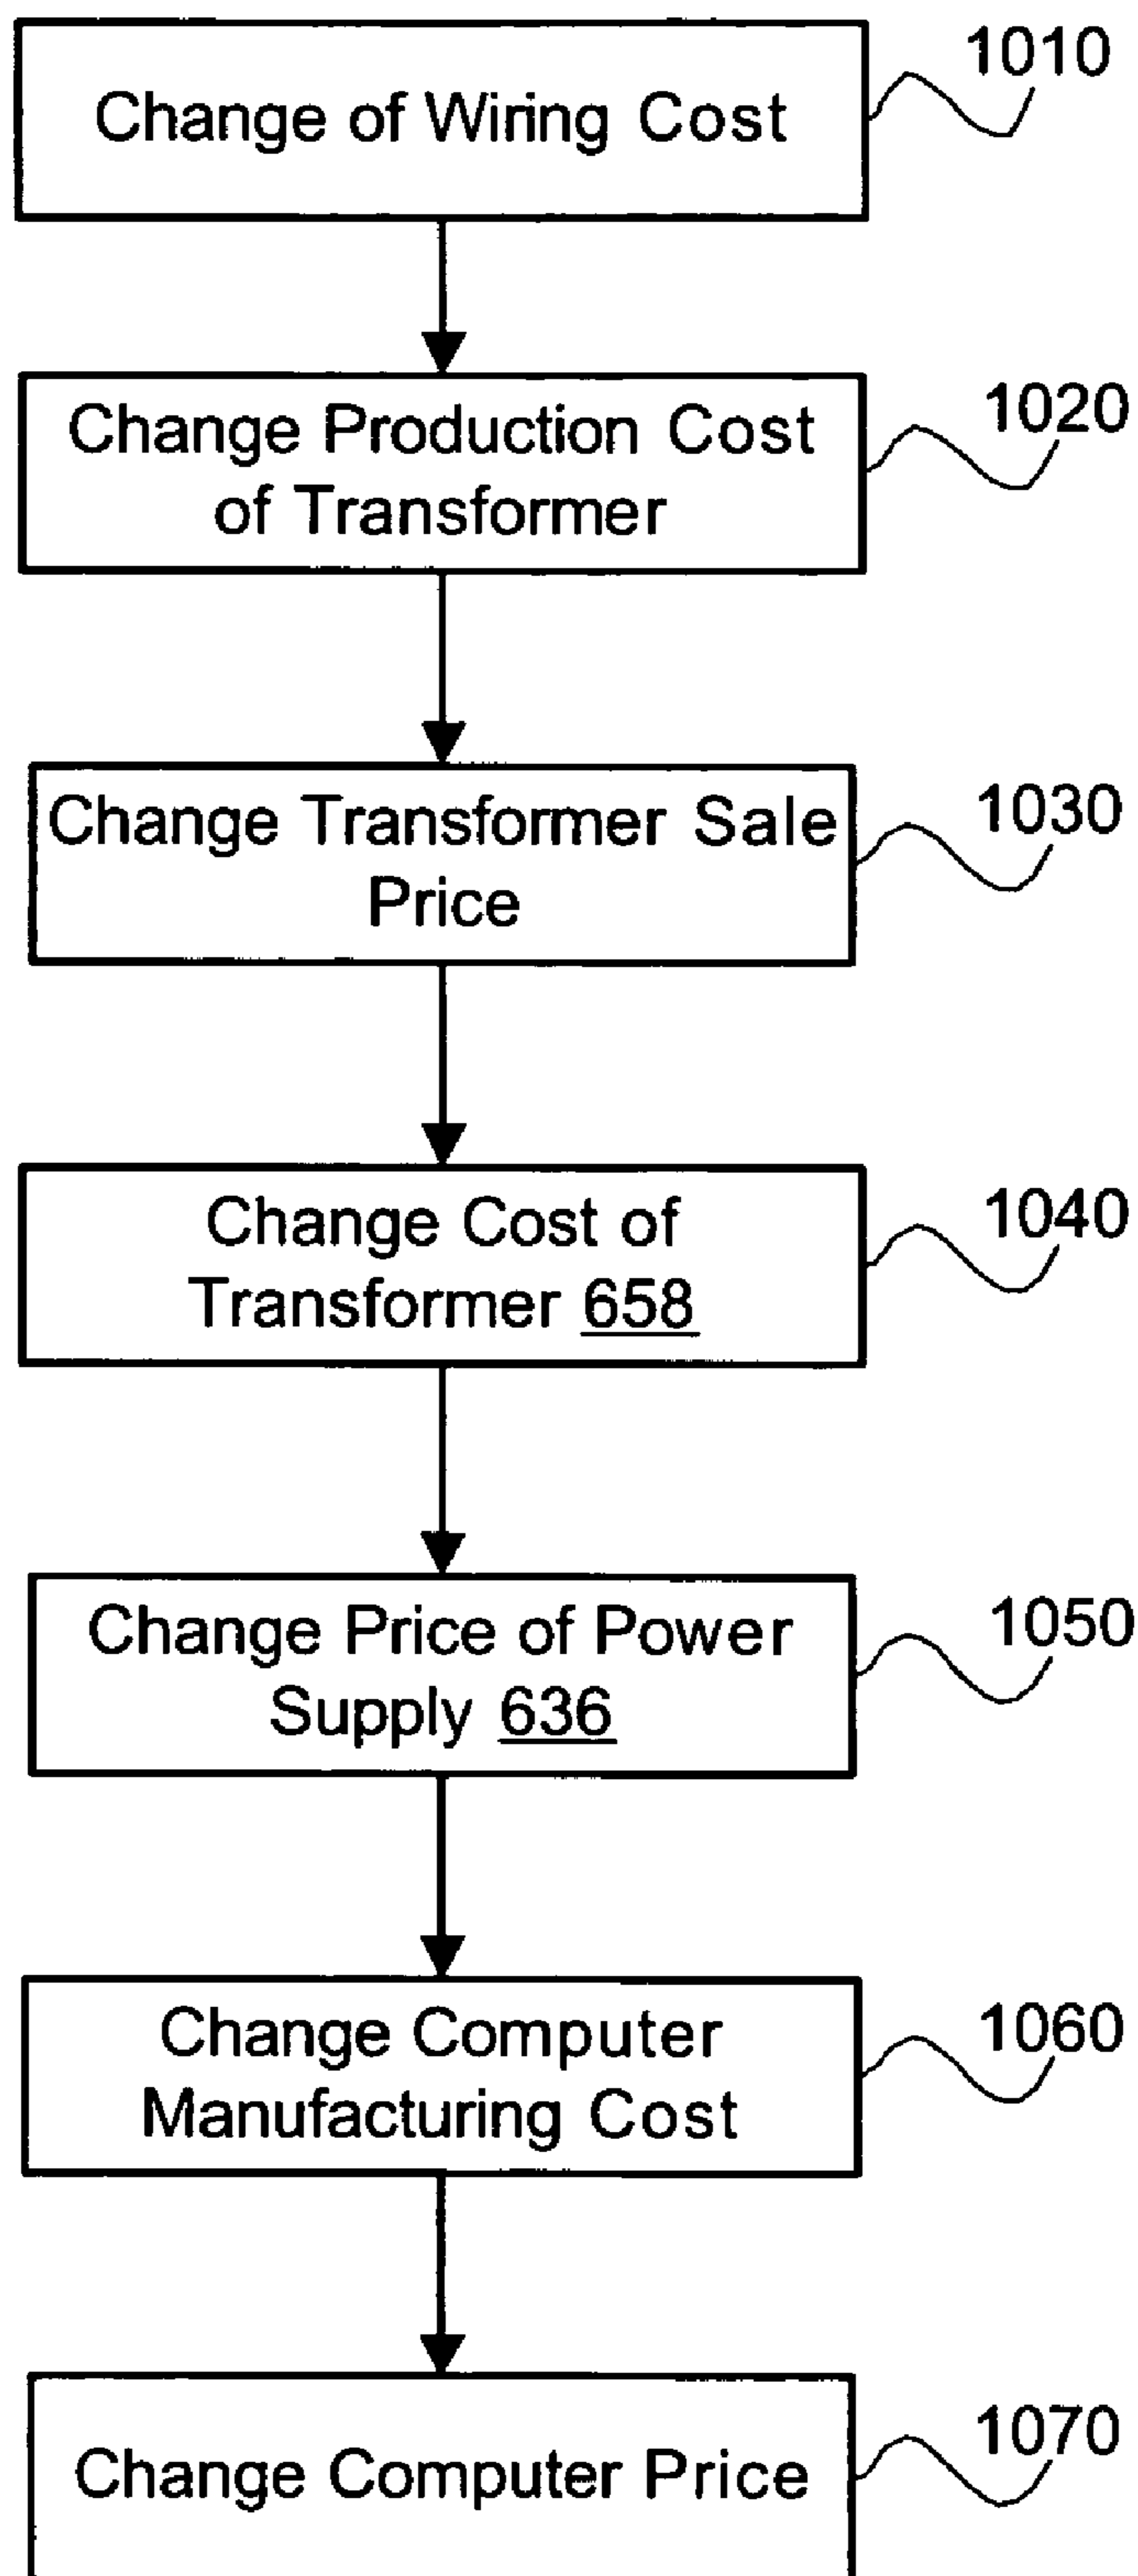 Change of Wiring Cost
1010
Change Production Cost
of Transformer
1020
Change Transformer Sale
Price
1030
Change Cost of
Transformer 658
1040
Change Price of Power
Supply 636
1050
Change Computer
Manufacturing Cost
1060
Change Computer Price
1070